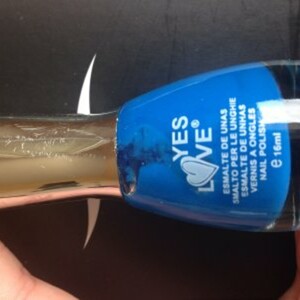 YES
LOVE®
ESMALTE DE UNAS
SMALTO PER LE UNGHIE
ESMALTE DE UNHAS
VERNIS A ONGLES
NAIL POLISH
e 16ml